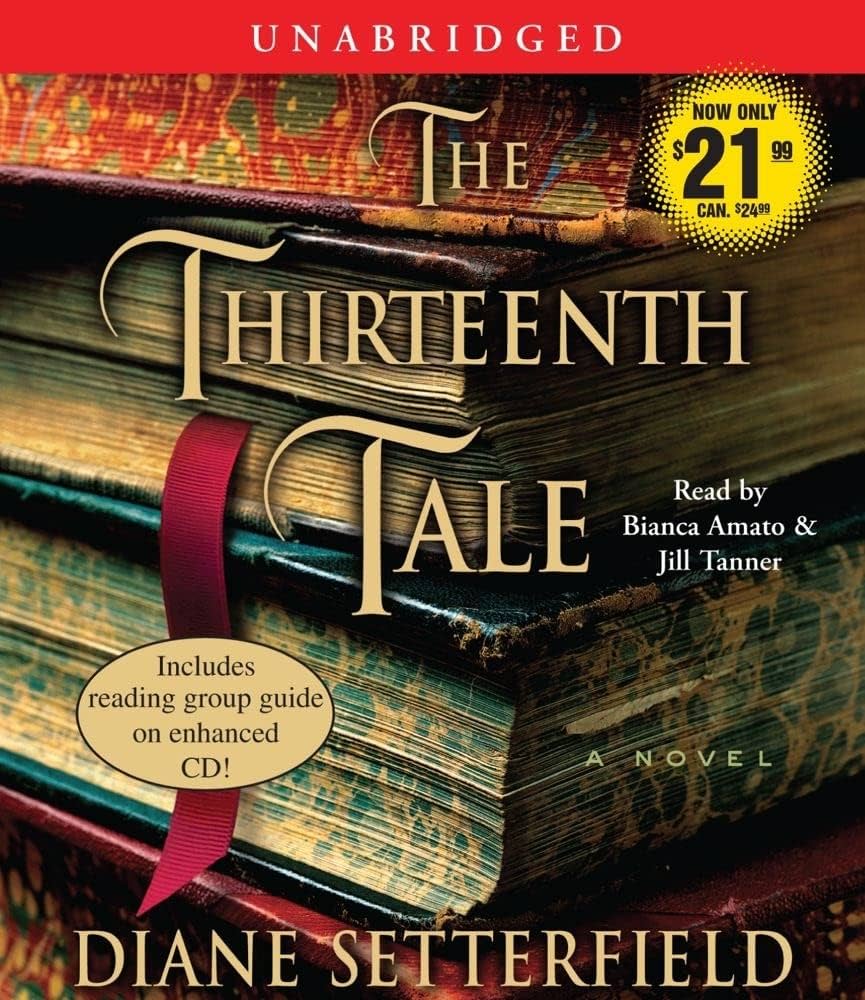 UNABRIDGED
THE
THIRTEENTH
TALE
NOW ONLY
$21.99
CAN. $24.99
Read by
Bianca Amato &
Jill Tanner
Includes
reading group guide
on enhanced
CD!
A NOVEL
DIANE SETTERFIELD